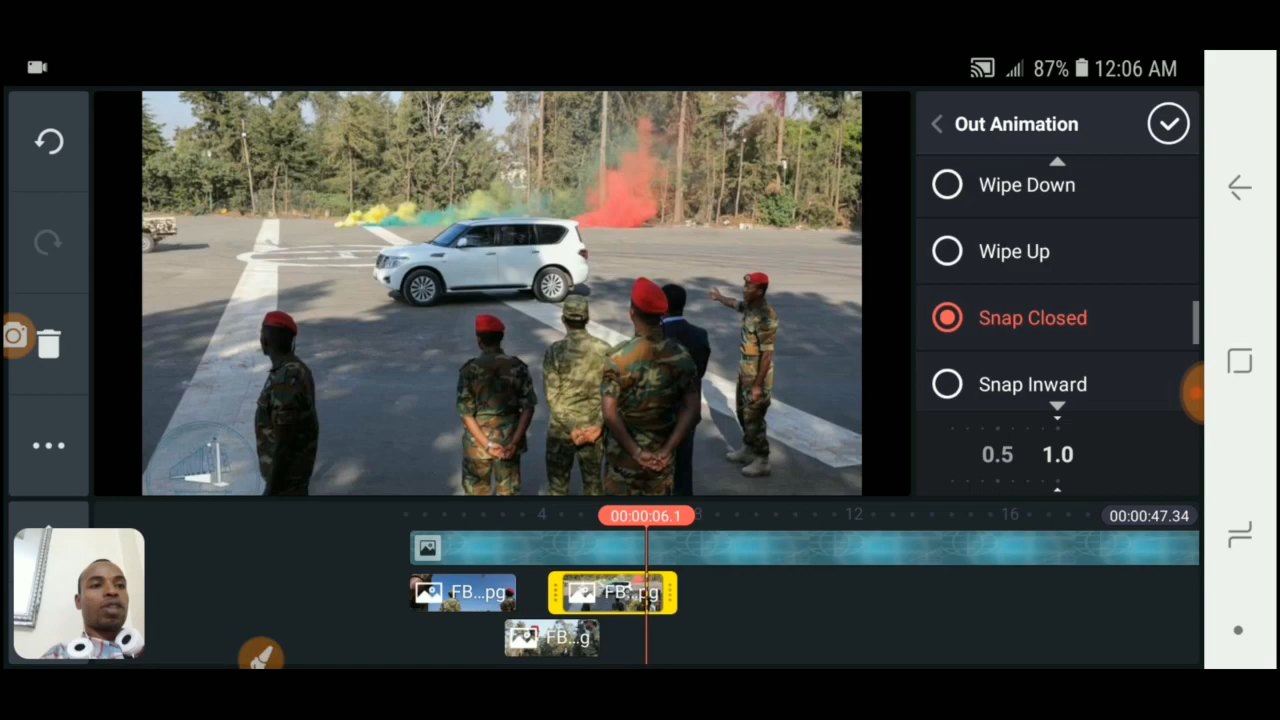 87% 12:06 AM
Out Animation
Wipe Down
Wipe Up
Snap Closed
Snap Inward
0.5 1.0
4 00:00:06.1 8 12 16 00:00:47.34
FB...pg FB...pg
FB...g